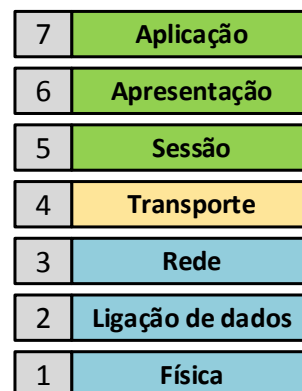 7 Aplicação
6 Apresentação
5 Sessão
4 Transporte
3 Rede
2 Ligação de dados
1 Física